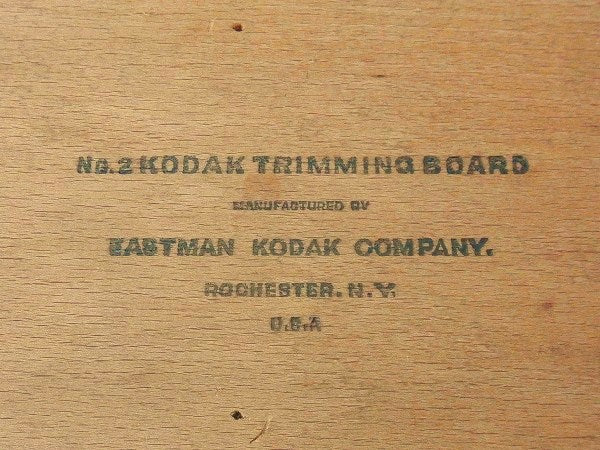 No. 2 KODAK TRIMMING BOARD
MANUFACTURED BY
EASTMAN KODAK COMPANY.
ROCHESTER. N.Y.
U.S.A